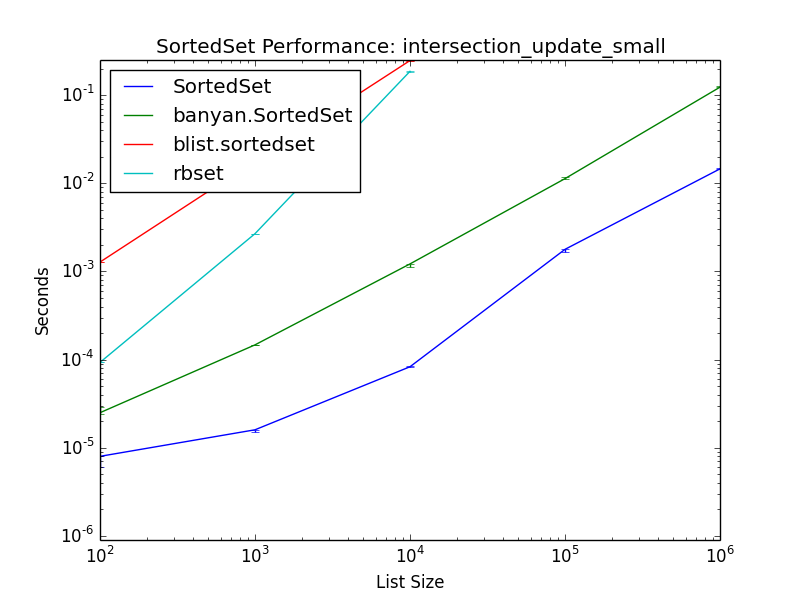 SortedSet Performance: intersection_update_small
SortedSet
banyan.SortedSet
blist.sortedset
rbset
10^-1
10^-2
10^-3
10^-4
10^-5
10^-6
Seconds
10^2 10^3 10^4 10^5 10^6
List Size